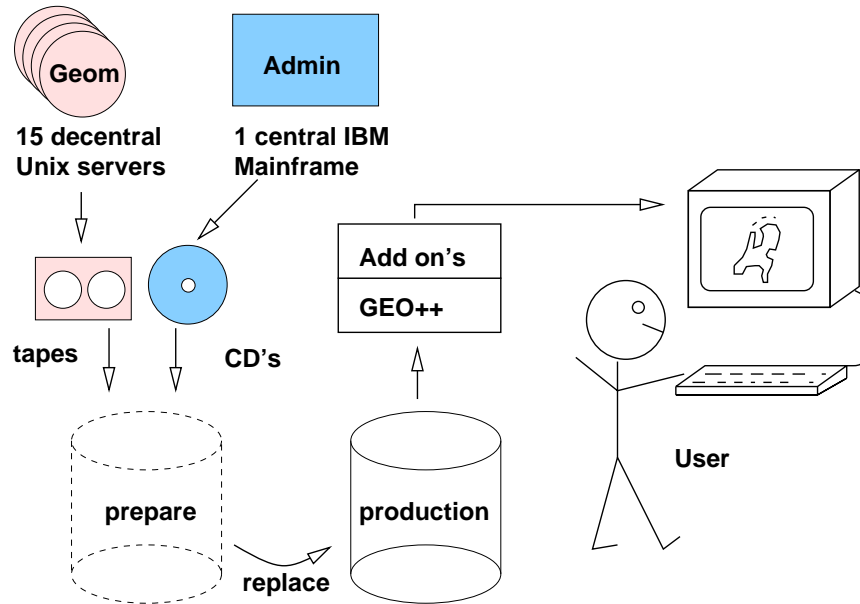 Geom
Admin
15 decentral
Unix servers
1 central IBM
Mainframe
Add on's
GEO++
tapes
CD's
User
prepare
production
replace